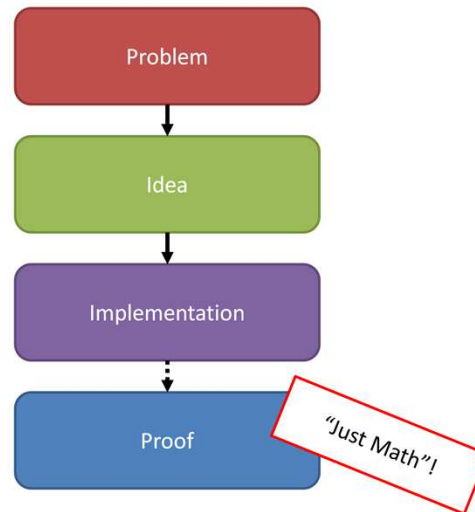 Problem
Idea
Implementation
Proof
“Just Math”!